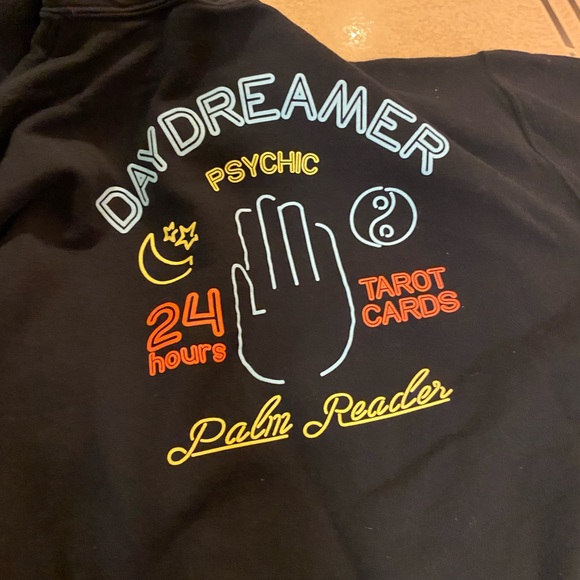 DAYDREAMER
PSYCHIC
24
hours
TAROT
CARDS
Palm Reader